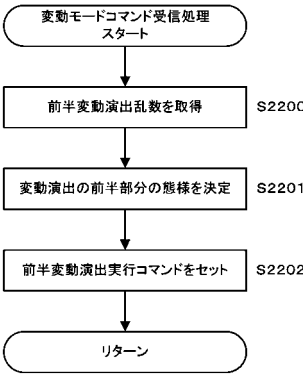 変動モードコマンド受信処理
スタート
前半変動演出乱数を取得
S2200
変動演出の前半部分の態様を決定
S2201
前半変動演出実行コマンドをセット
S2202
リターン